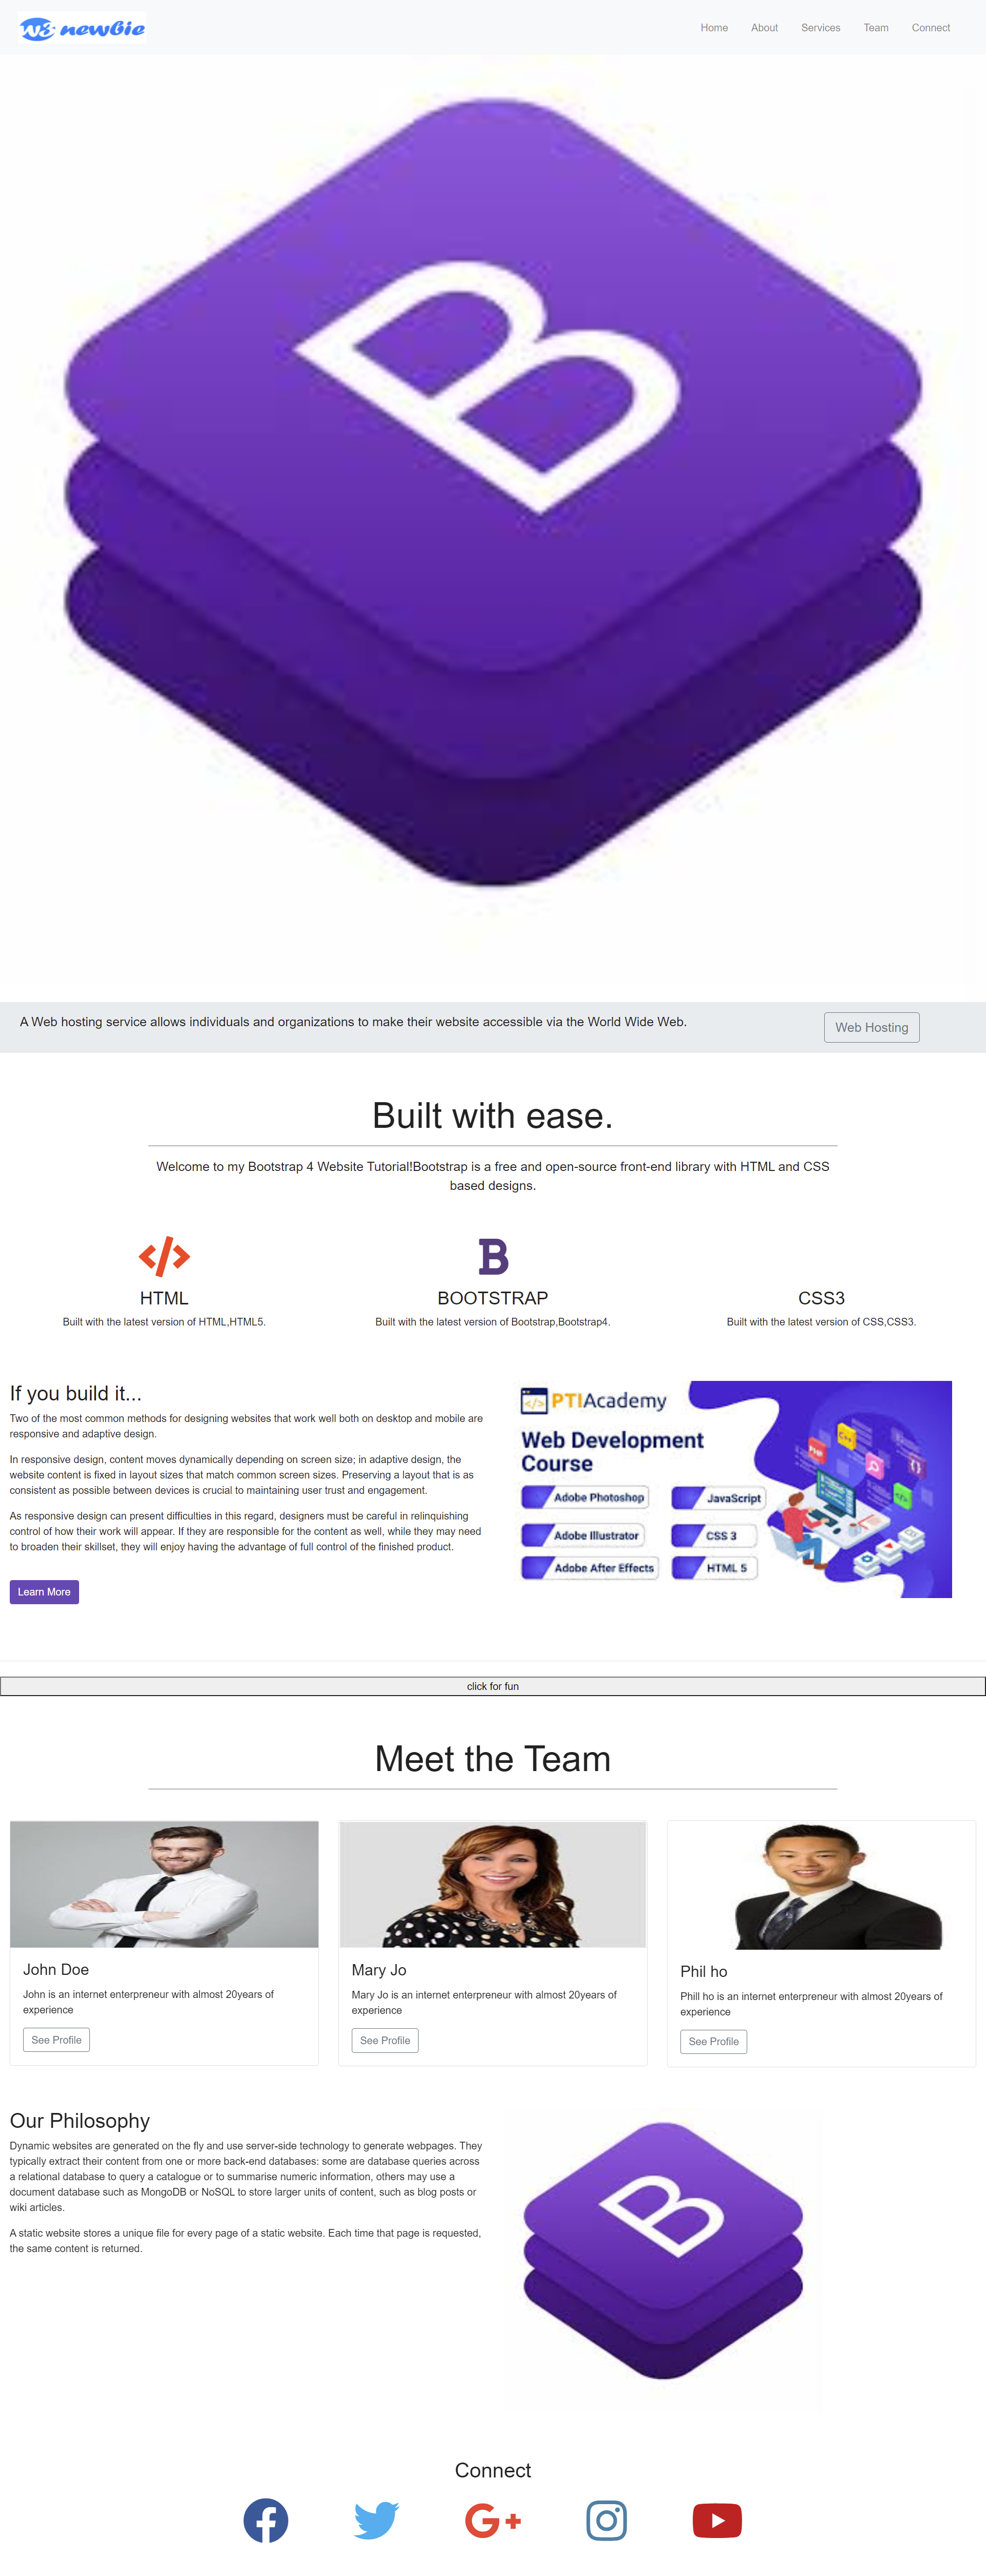 W3 newbie
Home About Services Team Connect
B
A Web hosting service allows individuals and organizations to make their website accessible via the World Wide Web.
Web Hosting
Built with ease.
Welcome to my Bootstrap 4 Website Tutorial!Bootstrap is a free and open-source front-end library with HTML and CSS
based designs.
</>
B
HTML
BOOTSTRAP
CSS3
Built with the latest version of HTML,HTML5.
Built with the latest version of Bootstrap,Bootstrap4.
Built with the latest version of CSS,CSS3.
If you build it...
Two of the most common methods for designing websites that work well both on desktop and mobile are
responsive and adaptive design.
In responsive design, content moves dynamically depending on screen size; in adaptive design, the
website content is fixed in layout sizes that match common screen sizes. Preserving a layout that is as
consistent as possible between devices is crucial to maintaining user trust and engagement.
As responsive design can present difficulties in this regard, designers must be careful in relinquishing
control of how their work will appear. If they are responsible for the content as well, while they may need
to broaden their skillset, they will enjoy having the advantage of full control of the finished product.
Learn More
</>
PTIAcademy
Web Development
Course
Adobe Photoshop
JavaScript
Adobe Illustrator
CSS 3
Adobe After Effects
HTML 5
PHP
C++
</>
click for fun
Meet the Team
John Doe
John is an internet enterpreneur with almost 20years of
experience
See Profile
Mary Jo
Mary Jo is an internet enterpreneur with almost 20years of
experience
See Profile
Phil ho
Phill ho is an internet enterpreneur with almost 20years of
experience
See Profile
Our Philosophy
Dynamic websites are generated on the fly and use server-side technology to generate webpages. They
typically extract their content from one or more back-end databases: some are database queries across
a relational database to query a catalogue or to summarise numeric information, others may use a
document database such as MongoDB or NoSQL to store larger units of content, such as blog posts or
wiki articles.
A static website stores a unique file for every page of a static website. Each time that page is requested,
the same content is returned.
B
Connect
G+